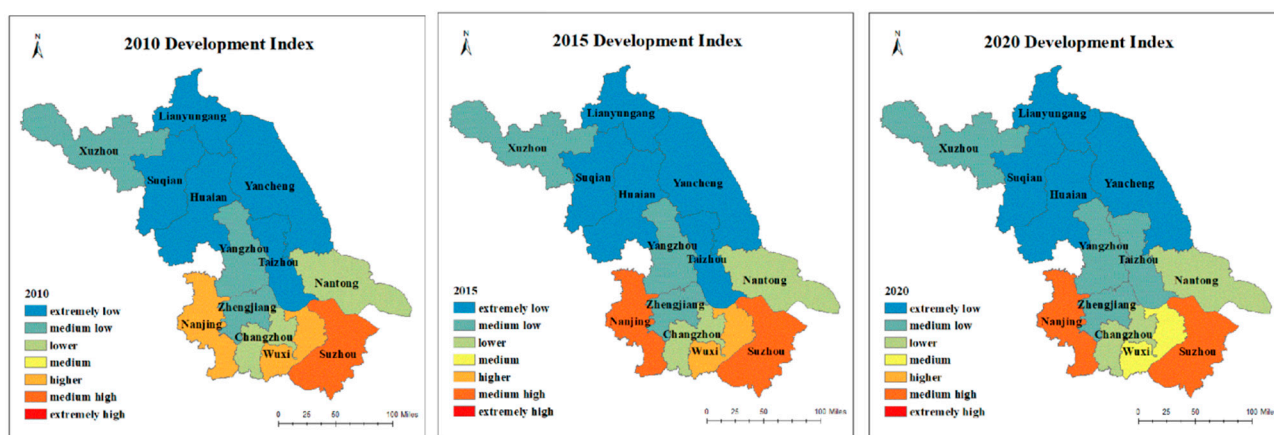 N
2010 Development Index
Lianyungang
Xuzhou
Suqian
Huaian
Yancheng
Yangzhou
Taizhou
Nantong
Zhengjiang
Nanjing
Changzhou
Wuxi
Suzhou
2010
extremely low
medium low
lower
medium
higher
medium high
extremely high
0 25 50 100 Miles
N
2015 Development Index
Lianyungang
Xuzhou
Suqian
Huaian
Yancheng
Yangzhou
Taizhou
Nantong
Zhengjiang
Nanjing
Changzhou
Wuxi
Suzhou
2015
extremely low
medium low
lower
medium
higher
medium high
extremely high
0 25 50 100 Miles
N
2020 Development Index
Lianyungang
Xuzhou
Suqian
Huaian
Yancheng
Yangzhou
Taizhou
Nantong
Zhengjiang
Nanjing
Changzhou
Wuxi
Suzhou
2020
extremely low
medium low
lower
medium
higher
medium high
extremely high
0 25 50 100 Miles